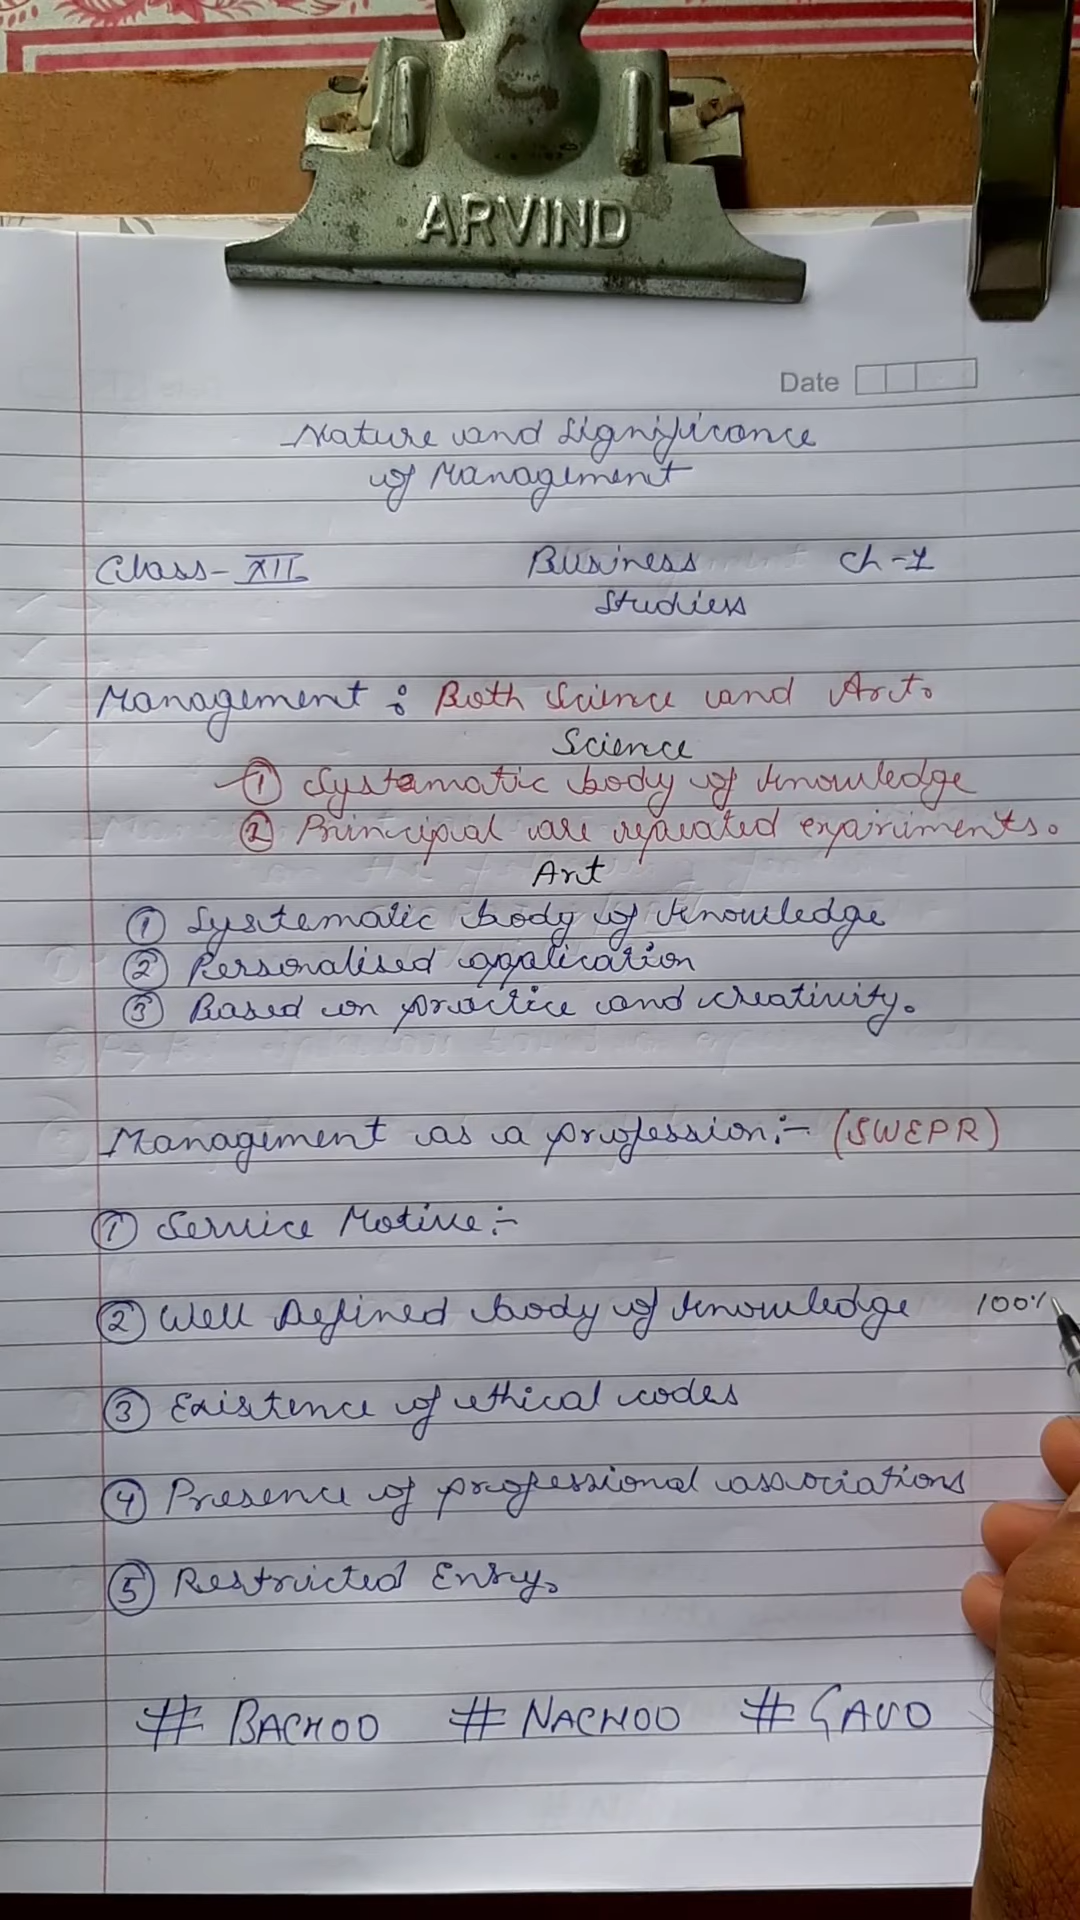 ARVIND
Date
Nature and Significance
of Management
Class-XII Business Ch-1
Studiess
Management : Both Science and Art.
Science
① Systematic body of knowledge
② Principal are repeated expiriments.
Art
① Systematic body of knowledge
② Personalised application
③ Based on practice and creativity.
Management as a profession:- (SWEPR)
① Service Motive:-
② Well Defined body of knowledge 100%
③ Existence of ethical codes
④ Presence of professional associations
⑤ Restricted Entry.
# BACHOO # NACHOO # GAUO